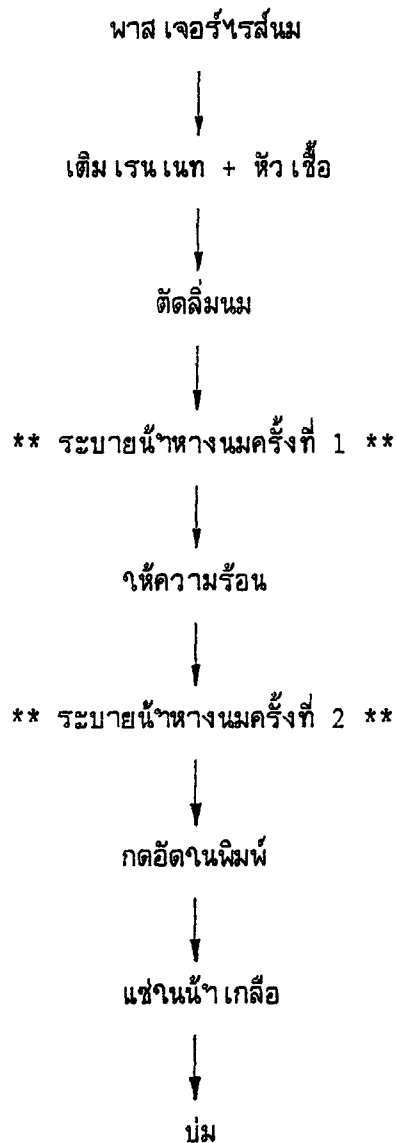 พาสเจอร์ไรส์นม
เติมเรนเนท + หัวเชื้อ
ตัดลิ่มนม
** ระบายน้ำหางนมครั้งที่ 1 **
ให้ความร้อน
** ระบายน้ำหางนมครั้งที่ 2 **
กดอัดในพิมพ์
แช่ในน้ำเกลือ
บ่ม